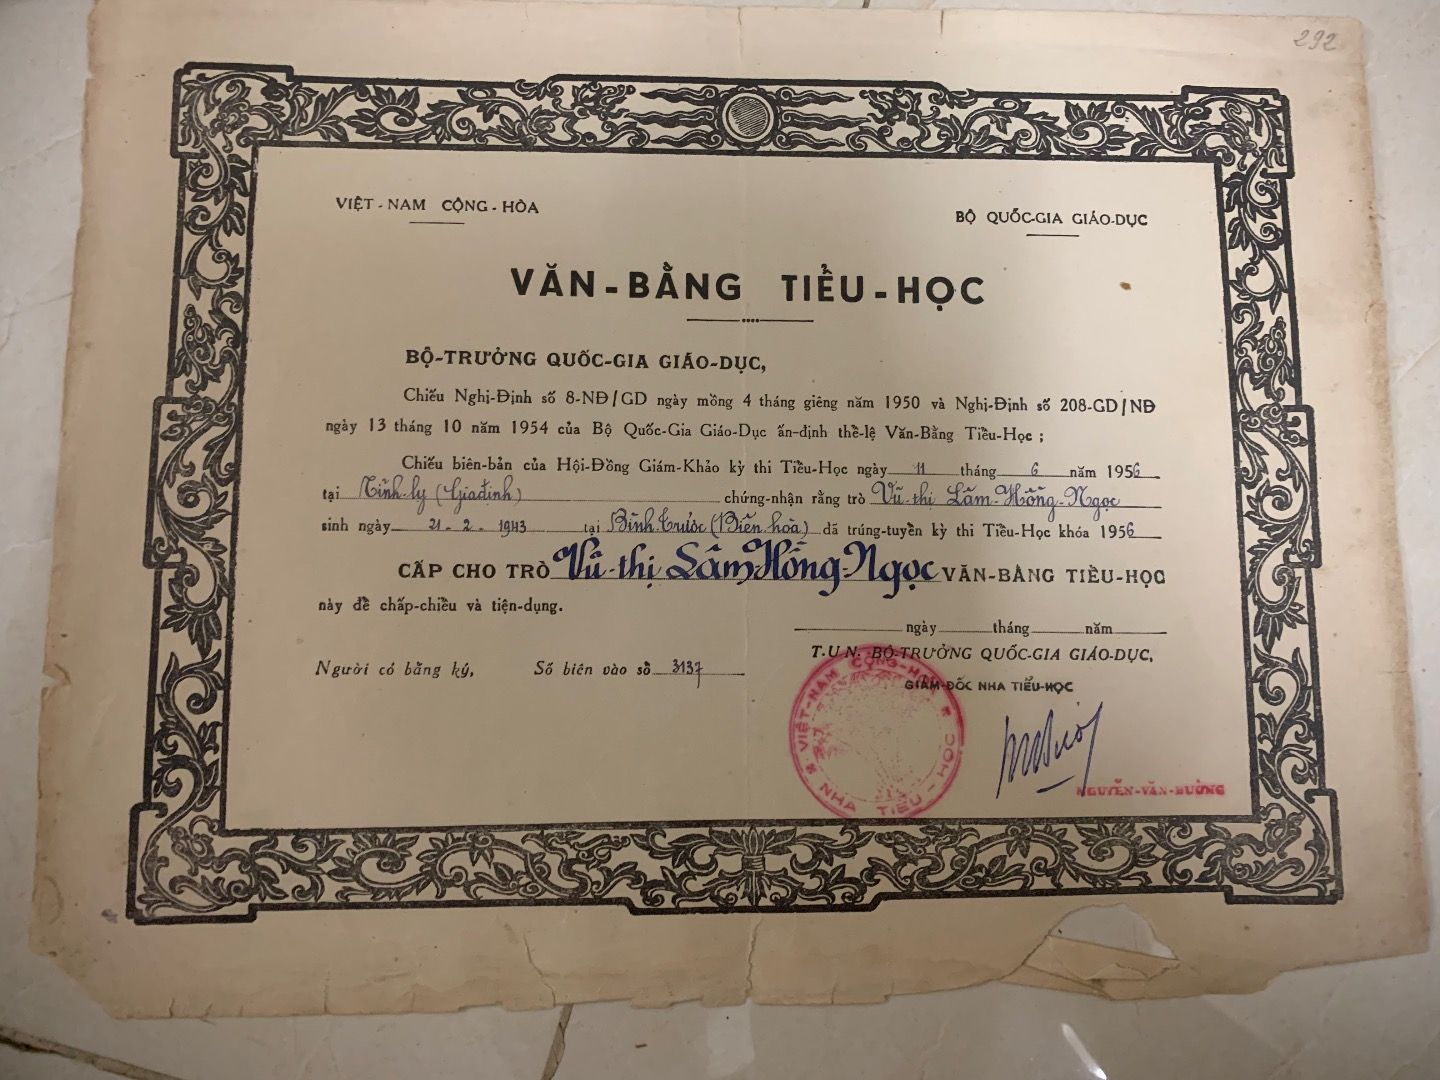 292
VIỆT-NAM CỘNG-HÒA
BỘ QUỐC-GIA GIÁO-DỤC
VĂN-BẰNG TIỂU-HỌC
BỘ-TRƯỞNG QUỐC-GIA GIÁO-DỤC,
Chiếu Nghị-Định số 8-NĐ/GD ngày mồng 4 tháng giêng năm 1950 và Nghị-Định số 208-GD/NĐ
ngày 13 tháng 10 năm 1954 của Bộ Quốc-Gia Giáo-Dục ấn-định thể-lệ Văn-Bằng Tiểu-Học ;
Chiếu biên-bản của Hội-Đồng Giám-Khảo kỳ thi Tiểu-Học ngày 11 tháng 6 năm 1956
tại Tỉnh-lỵ (Giađịnh) chứng-nhận rằng trò Vũ-thị Lâm-Hồng-Ngọc
sinh ngày 21-2-1943 tại Bình-trước (Biên hòa) đã trúng-tuyển kỳ thi Tiểu-Học khóa 1956
CẤP CHO TRÒ Vũ-thị Lâm-Hồng-Ngọc VĂN-BẰNG TIỂU-HỌC
này để chấp-chiếu và tiện-dụng.
ngày tháng năm
T.U.N. BỘ-TRƯỞNG QUỐC-GIA GIÁO-DỤC,
Người có bằng ký, Số biên vào sổ 3137
GIÁM-ĐỐC NHA TIỂU-HỌC
VIỆT-NAM CỘNG-HÒA
NHA TIỂU-HỌC
NGUYỄN-VĂN-HƯỜNG